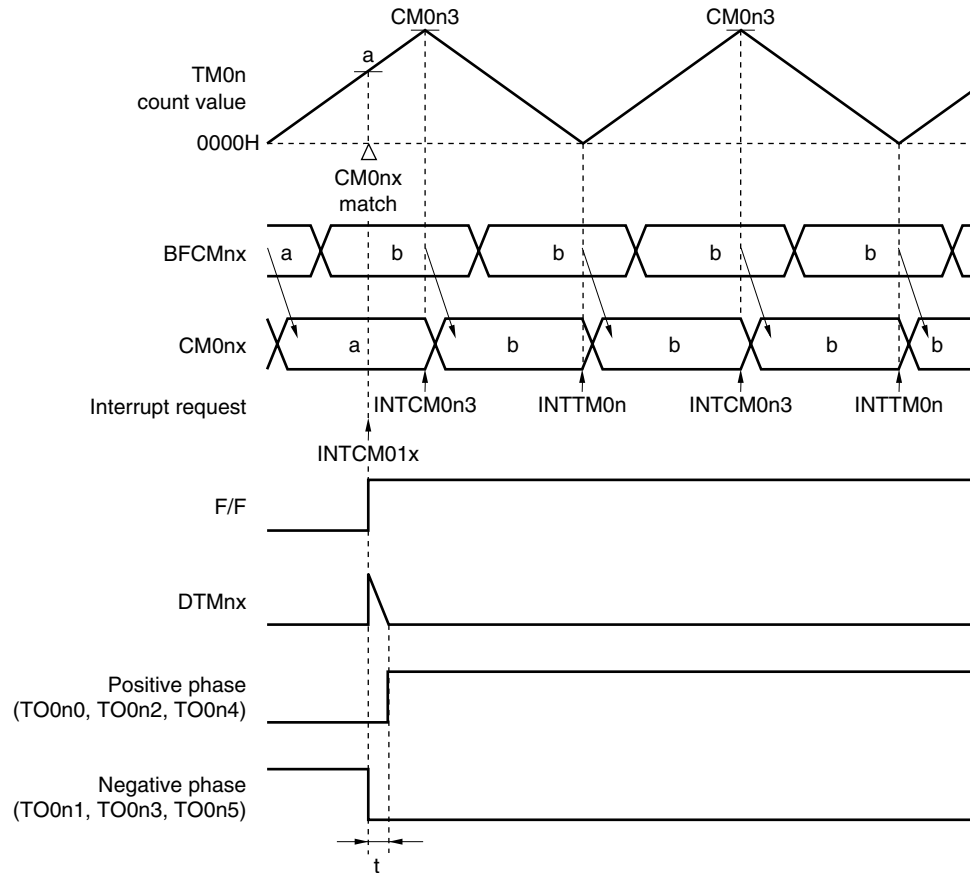 CM0n3 CM0n3
a
TM0n
count value
0000H
CM0nx
match
BFCMnx a b b b b
CM0nx a b b b b
Interrupt request INTCM0n3 INTTM0n INTCM0n3 INTTM0n
INTCM01x
F/F
DTMnx
Positive phase
(TO0n0, TO0n2, TO0n4)
Negative phase
(TO0n1, TO0n3, TO0n5)
t